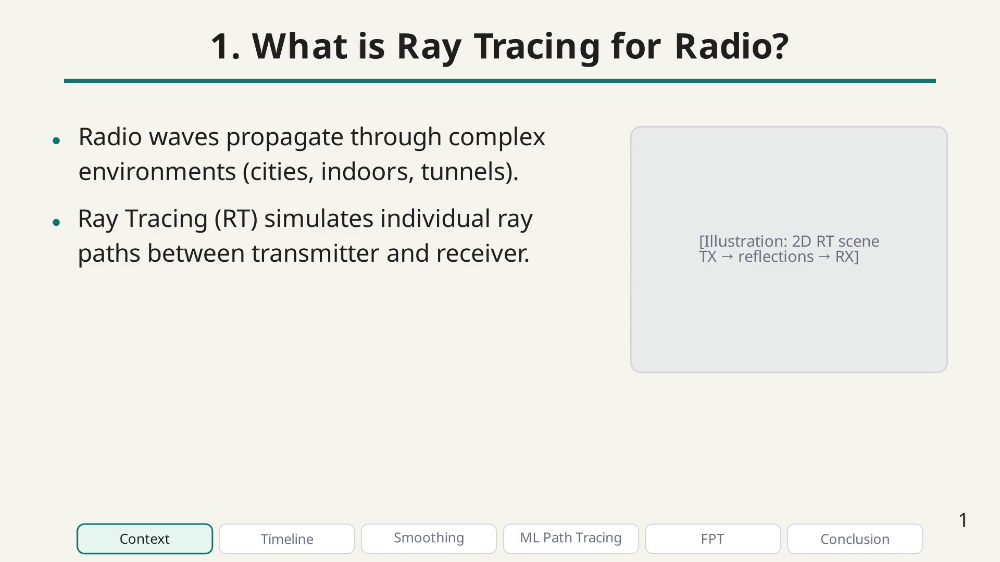 1. What is Ray Tracing for Radio?
• Radio waves propagate through complex
environments (cities, indoors, tunnels).
• Ray Tracing (RT) simulates individual ray
paths between transmitter and receiver.
[Illustration: 2D RT scene
TX → reflections → RX]
1
Context
Timeline
Smoothing
ML Path Tracing
FPT
Conclusion